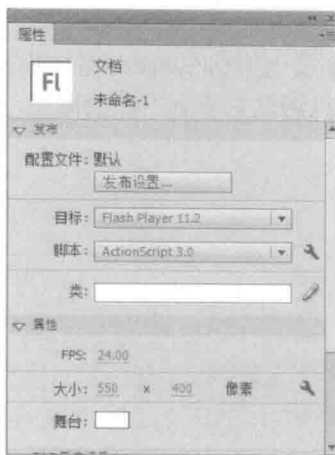 属性
Fl
文档
未命名-1
发布
配置文件: 默认
发布设置...
目标: Flash Player 11.2
脚本: ActionScript 3.0
类:
属性
FPS: 24.00
大小: 550 x 400 像素
舞台: